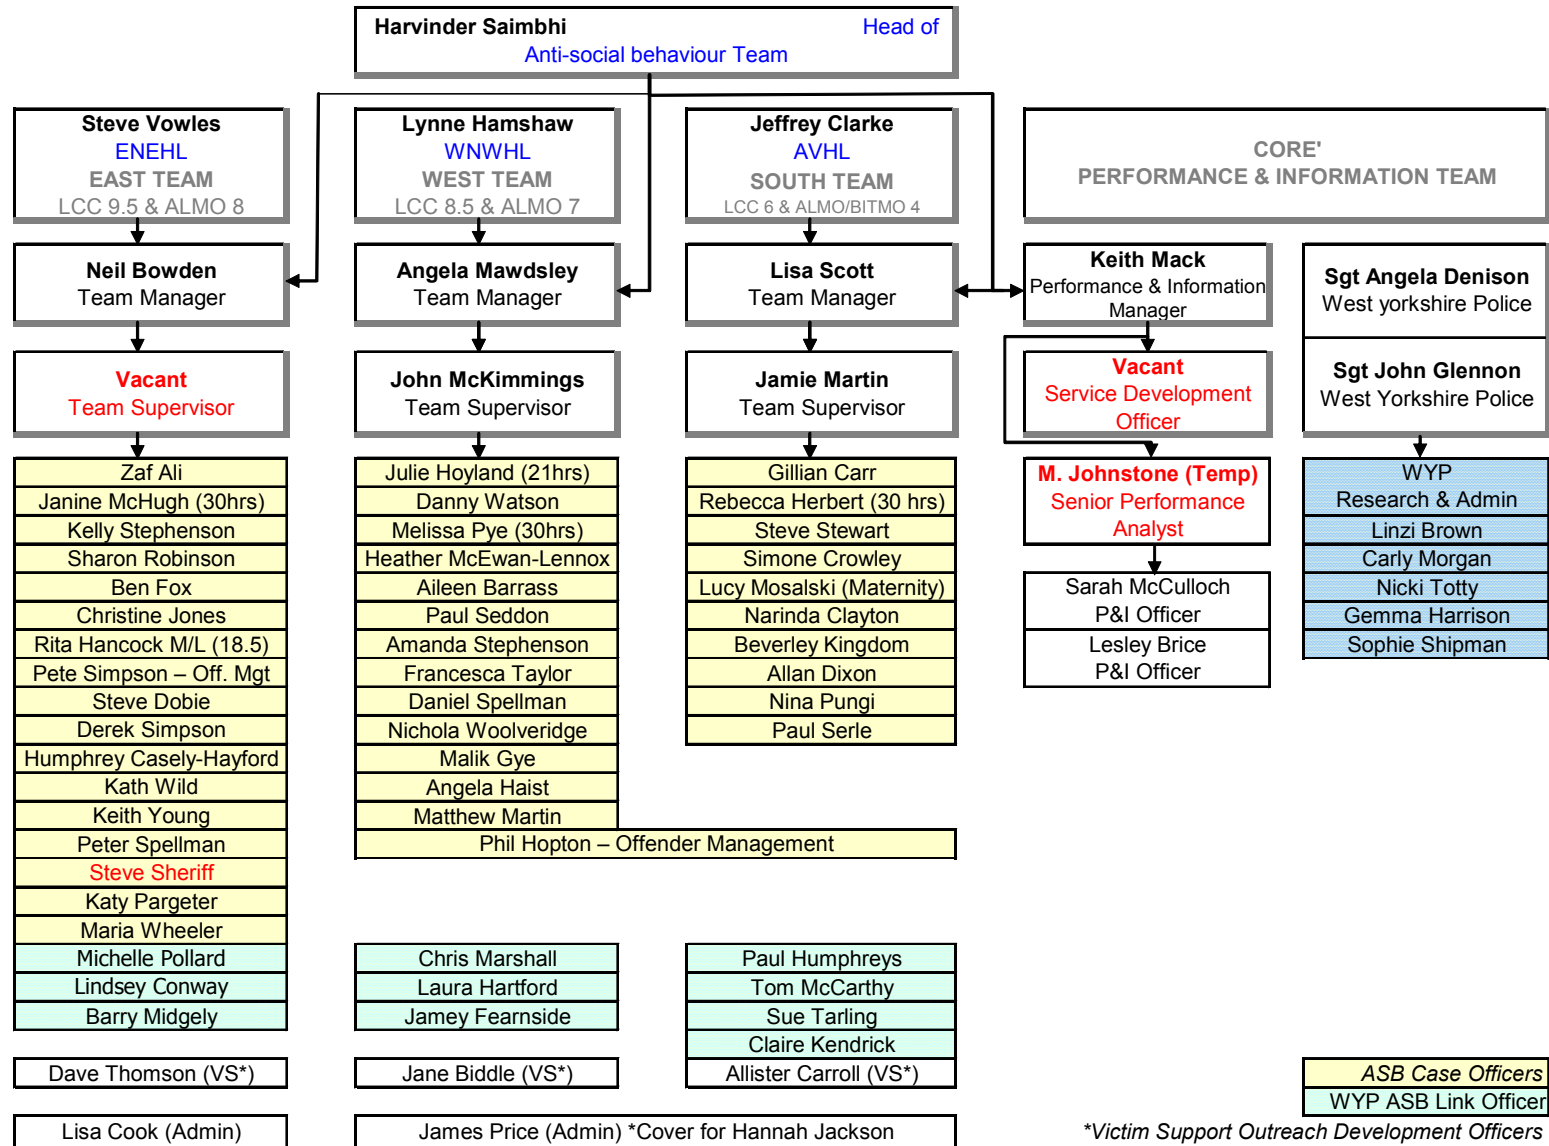 Harvinder Saimbhi Head of
Anti-social behaviour Team
Steve Vowles
ENEHL
EAST TEAM
LCC 9.5 & ALMO 8
Lynne Hamshaw
WNWHL
WEST TEAM
LCC 8.5 & ALMO 7
Jeffrey Clarke
AVHL
SOUTH TEAM
LCC 6 & ALMO/BITMO 4
CORE'
PERFORMANCE & INFORMATION TEAM
Neil Bowden
Team Manager
Angela Mawdsley
Team Manager
Lisa Scott
Team Manager
Keith Mack
Performance & Information
Manager
Sgt Angela Denison
West yorkshire Police
Vacant
Team Supervisor
John McKimmings
Team Supervisor
Jamie Martin
Team Supervisor
Vacant
Service Development
Officer
Sgt John Glennon
West Yorkshire Police
Zaf Ali
Janine McHugh (30hrs)
Kelly Stephenson
Sharon Robinson
Ben Fox
Christine Jones
Rita Hancock M/L (18.5)
Pete Simpson – Off. Mgt
Steve Dobie
Derek Simpson
Humphrey Casely-Hayford
Kath Wild
Keith Young
Peter Spellman
Steve Sheriff
Katy Pargeter
Maria Wheeler
Michelle Pollard
Lindsey Conway
Barry Midgely
Dave Thomson (VS*)
Lisa Cook (Admin)
Julie Hoyland (21hrs)
Danny Watson
Melissa Pye (30hrs)
Heather McEwan-Lennox
Aileen Barrass
Paul Seddon
Amanda Stephenson
Francesca Taylor
Daniel Spellman
Nichola Woolveridge
Malik Gye
Angela Haist
Matthew Martin
Phil Hopton – Offender Management
Chris Marshall
Laura Hartford
Jamey Fearnside
Jane Biddle (VS*)
James Price (Admin) *Cover for Hannah Jackson
Gillian Carr
Rebecca Herbert (30 hrs)
Steve Stewart
Simone Crowley
Lucy Mosalski (Maternity)
Narinda Clayton
Beverley Kingdom
Allan Dixon
Nina Pungi
Paul Serle
Paul Humphreys
Tom McCarthy
Sue Tarling
Claire Kendrick
Allister Carroll (VS*)
M. Johnstone (Temp)
Senior Performance
Analyst
Sarah McCulloch
P&I Officer
Lesley Brice
P&I Officer
WYP
Research & Admin
Linzi Brown
Carly Morgan
Nicki Totty
Gemma Harrison
Sophie Shipman
ASB Case Officers
WYP ASB Link Officer
*Victim Support Outreach Development Officers